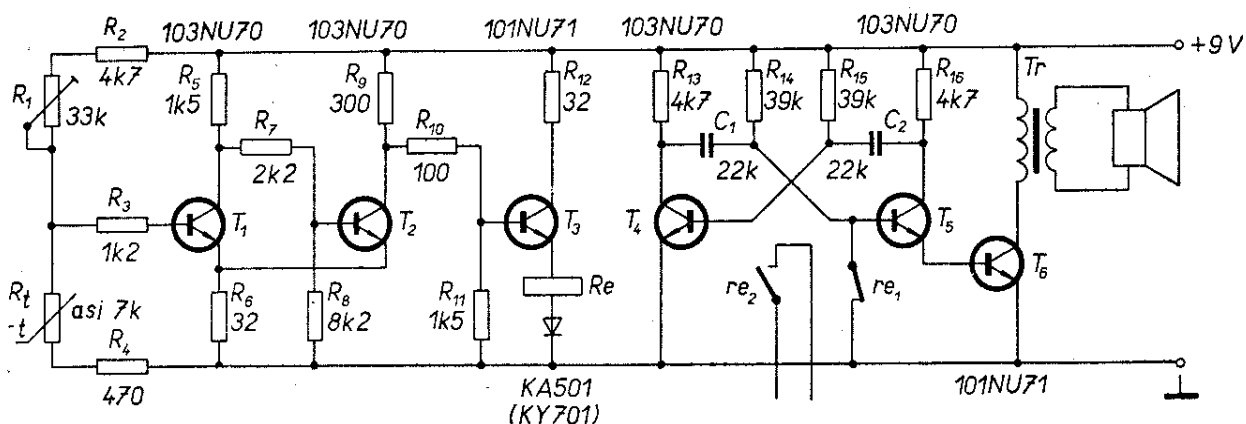 R2
4k7
103NU70
103NU70
101NU71
103NU70
103NU70
+9V
R1
33k
R5
1k5
R9
300
R12
32
R13
4k7
R14
39k
R15
39k
R16
4k7
Tr
R7
2k2
R10
100
C1
22k
C2
22k
R3
1k2
T1
T2
T3
T4
T5
T6
Rt
-t
asi 7k
R6
32
R8
8k2
R11
1k5
Re
re2
re1
R4
470
KA501
(KY701)
101NU71